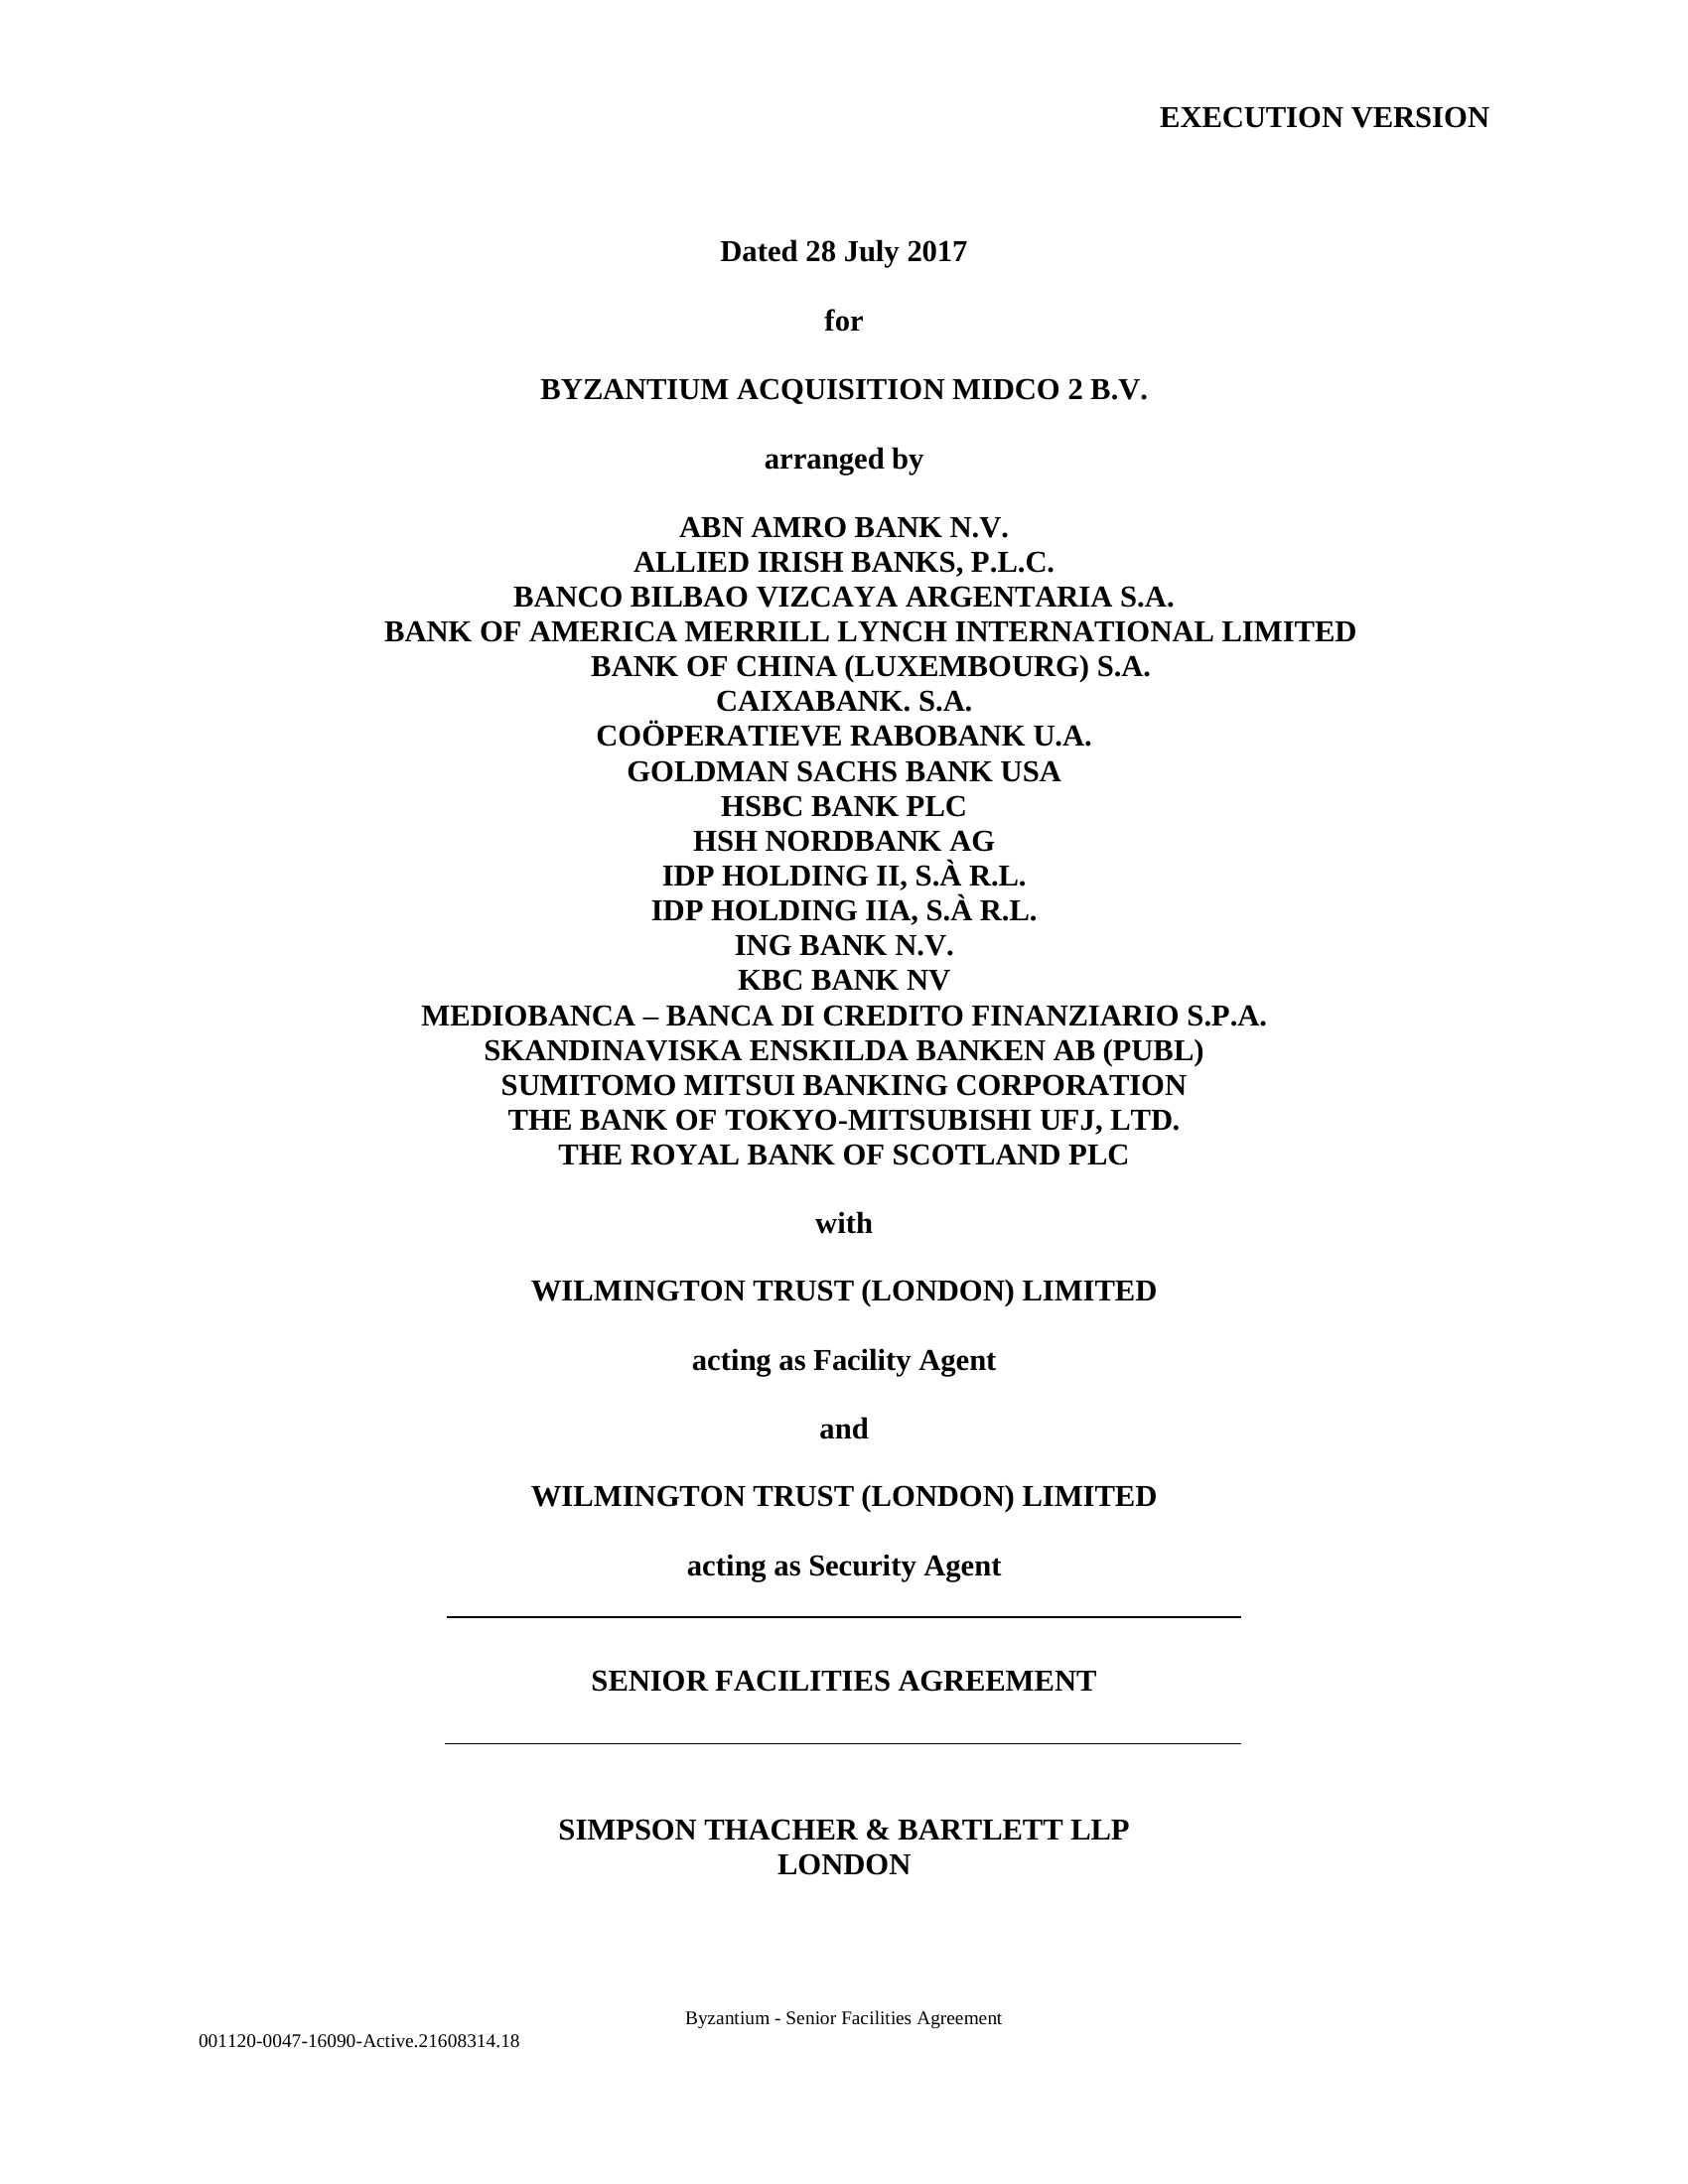 EXECUTION VERSION
Dated 28 July 2017
for
BYZANTIUM ACQUISITION MIDCO 2 B.V.
arranged by
ABN AMRO BANK N.V.
ALLIED IRISH BANKS, P.L.C.
BANCO BILBAO VIZCAYA ARGENTARIA S.A.
BANK OF AMERICA MERRILL LYNCH INTERNATIONAL LIMITED
BANK OF CHINA (LUXEMBOURG) S.A.
CAIXABANK. S.A.
COÖPERATIEVE RABOBANK U.A.
GOLDMAN SACHS BANK USA
HSBC BANK PLC
HSH NORDBANK AG
IDP HOLDING II, S.À R.L.
IDP HOLDING IIA, S.À R.L.
ING BANK N.V.
KBC BANK NV
MEDIOBANCA – BANCA DI CREDITO FINANZIARIO S.P.A.
SKANDINAVISKA ENSKILDA BANKEN AB (PUBL)
SUMITOMO MITSUI BANKING CORPORATION
THE BANK OF TOKYO-MITSUBISHI UFJ, LTD.
THE ROYAL BANK OF SCOTLAND PLC
with
WILMINGTON TRUST (LONDON) LIMITED
acting as Facility Agent
and
WILMINGTON TRUST (LONDON) LIMITED
acting as Security Agent
SENIOR FACILITIES AGREEMENT
SIMPSON THACHER & BARTLETT LLP
LONDON
Byzantium - Senior Facilities Agreement
001120-0047-16090-Active.21608314.18